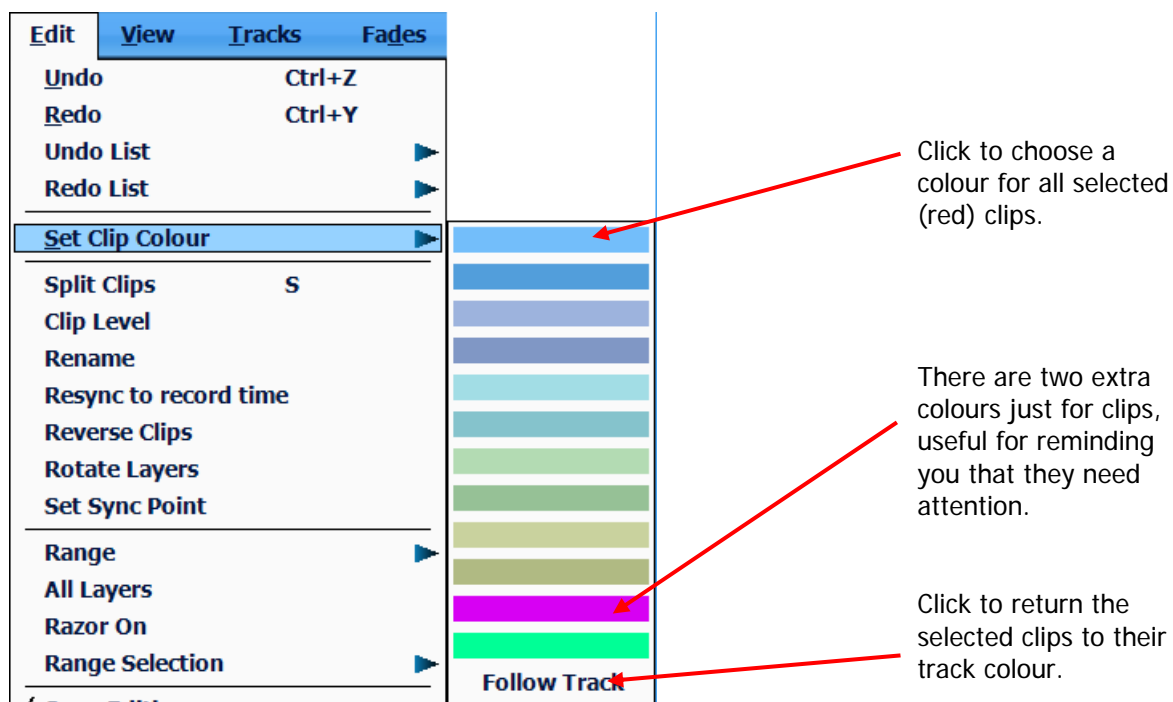 Edit View Tracks Fades
Undo Ctrl+Z
Redo Ctrl+Y
Undo List
Redo List
Set Clip Colour
Split Clips S
Clip Level
Rename
Resync to record time
Reverse Clips
Rotate Layers
Set Sync Point
Range
All Layers
Razor On
Range Selection
Follow Track
Click to choose a
colour for all selected
(red) clips.
There are two extra
colours just for clips,
useful for reminding
you that they need
attention.
Click to return the
selected clips to their
track colour.